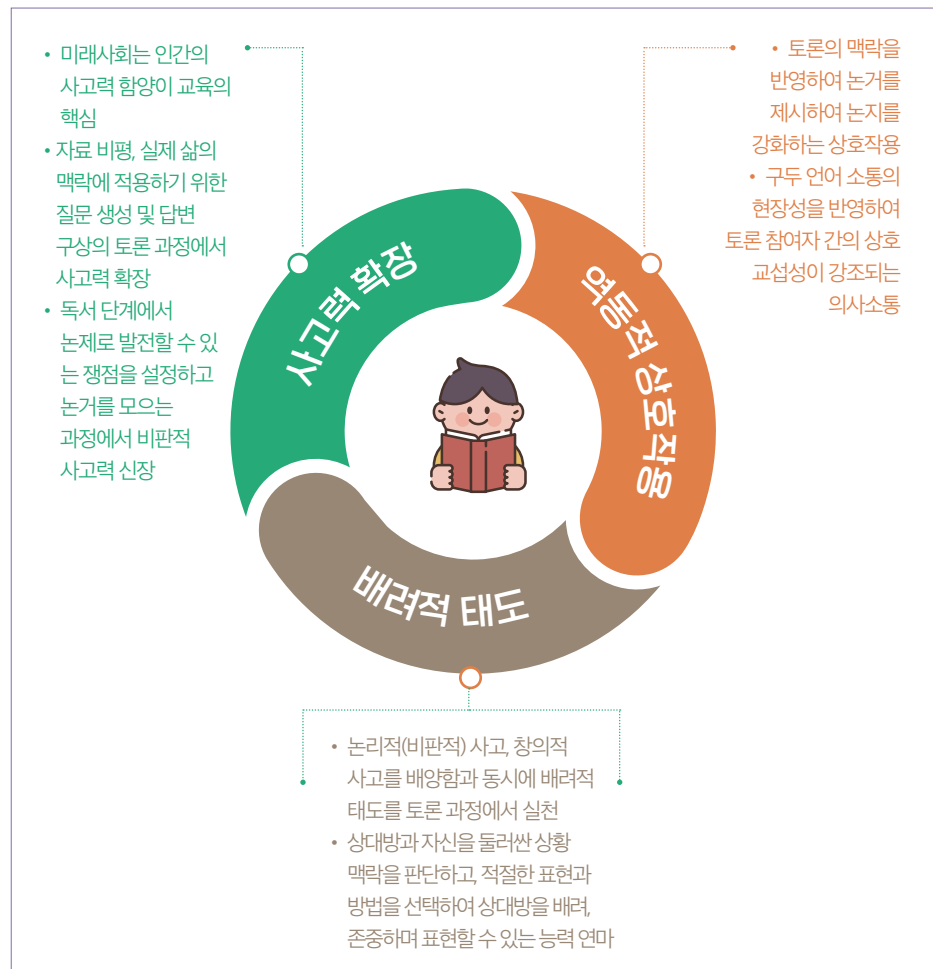 • 미래사회는 인간의
사고력 함양이 교육의
핵심
• 자료 비평, 실제 삶의
맥락에 적용하기 위한
질문 생성 및 답변
구상의 토론 과정에서
사고력 확장
• 독서 단계에서
논제로 발전할 수 있
는 쟁점을 설정하고
논거를 모으는
과정에서 비판적
사고력 신장
사고력 확장
• 토론의 맥락을
반영하여 논거를
제시하여 논지를
강화하는 상호작용
• 구두 언어 소통의
현장성을 반영하여
토론 참여자 간의 상호
교섭성이 강조되는
의사소통
역동적 상호작용
배려적 태도
• 논리적(비판적) 사고, 창의적
사고를 배양함과 동시에 배려적
태도를 토론 과정에서 실천
• 상대방과 자신을 둘러싼 상황
맥락을 판단하고, 적절한 표현과
방법을 선택하여 상대방을 배려,
존중하며 표현할 수 있는 능력 연마